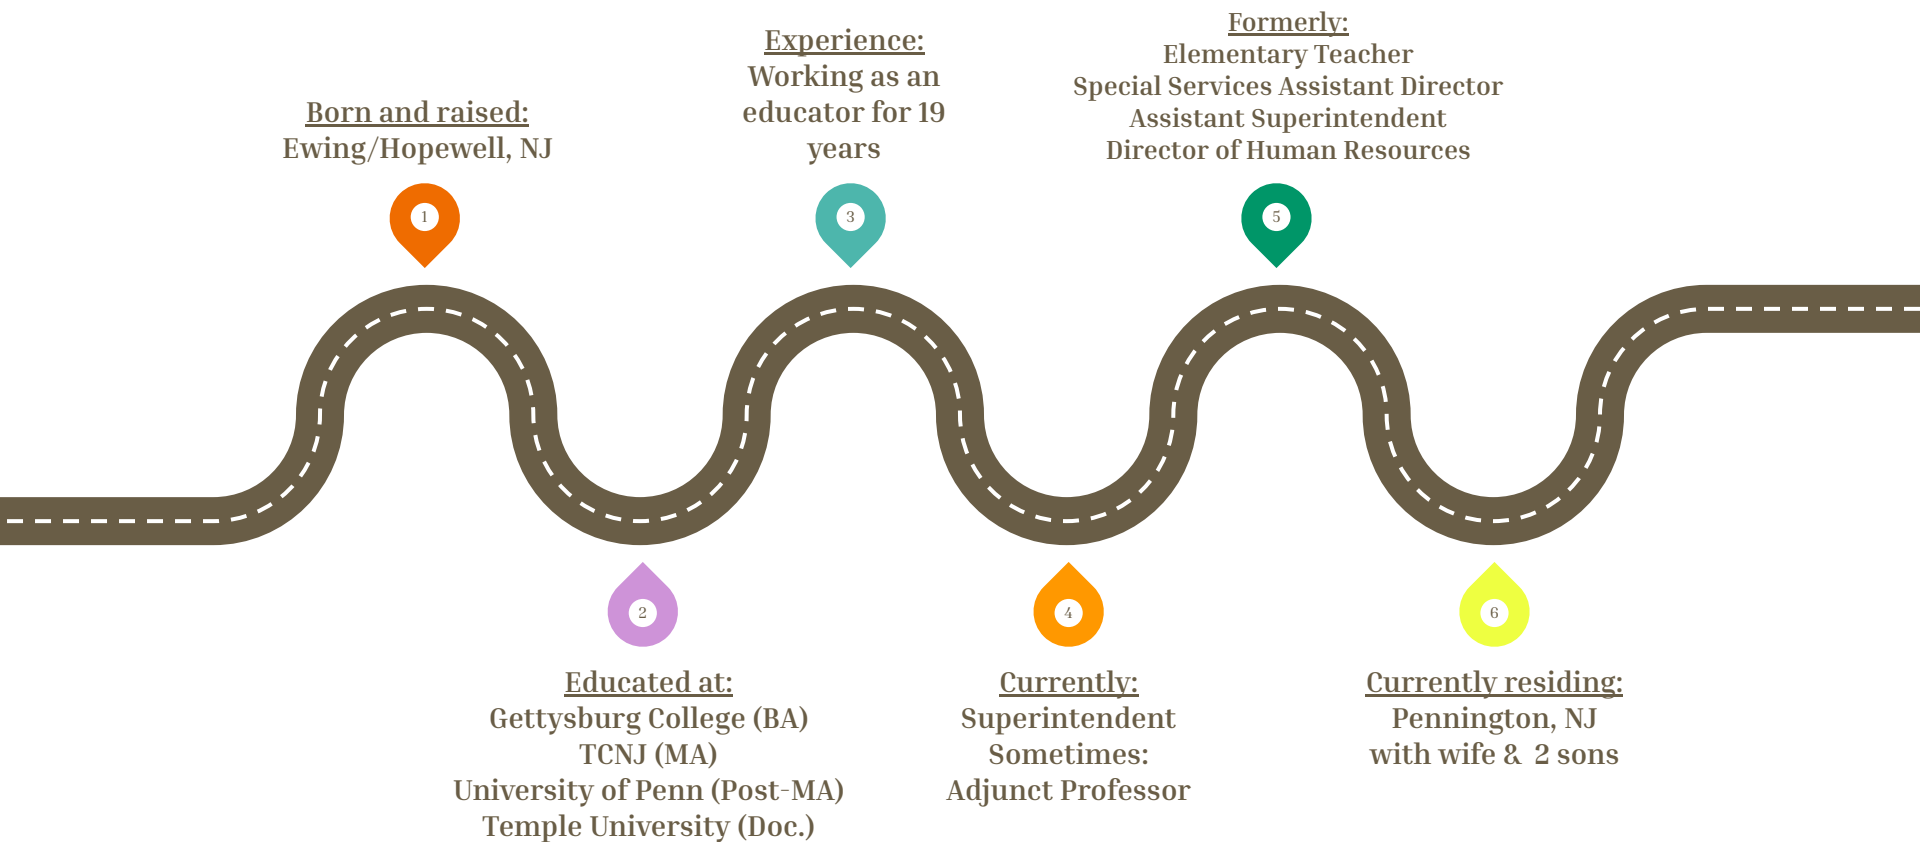 Born and raised:
Ewing/Hopewell, NJ
1
Educated at:
Gettysburg College (BA)
TCNJ (MA)
University of Penn (Post-MA)
Temple University (Doc.)
2
Experience:
Working as an
educator for 19
years
3
Currently:
Superintendent
Sometimes:
Adjunct Professor
4
Formerly:
Elementary Teacher
Special Services Assistant Director
Assistant Superintendent
Director of Human Resources
5
Currently residing:
Pennington, NJ
with wife & 2 sons
6